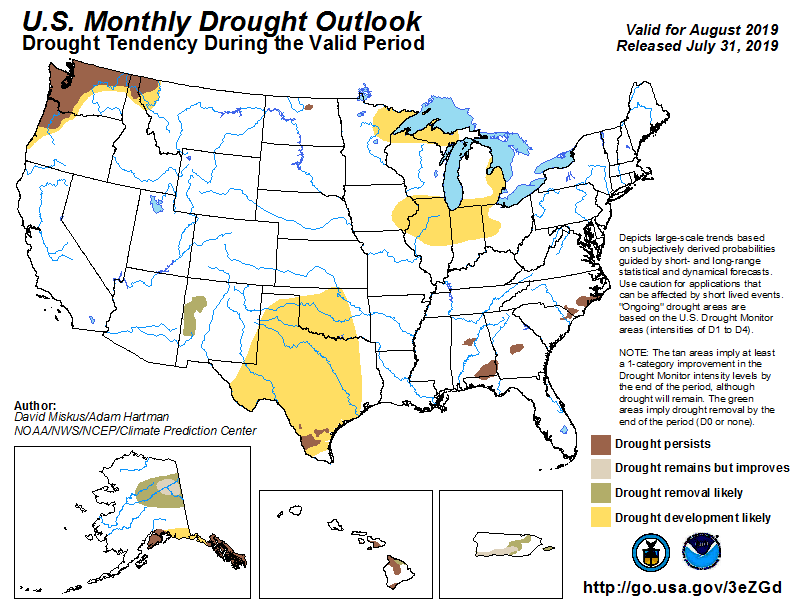 U.S. Monthly Drought Outlook
Drought Tendency During the Valid Period
Valid for August 2019
Released July 31, 2019
Depicts large-scale trends based
on subjectively derived probabilities
guided by short- and long-range
statistical and dynamical forecasts.
Use caution for applications that
can be affected by short lived events.
"Ongoing" drought areas are
based on the U.S. Drought Monitor
areas (intensities of D1 to D4).
NOTE: The tan areas imply at least
a 1-category improvement in the
Drought Monitor intensity levels by
the end of the period, although
drought will remain. The green
areas imply drought removal by the
end of the period (D0 or none).
Author:
David Miskus/Adam Hartman
NOAA/NWS/NCEP/Climate Prediction Center
Drought persists
Drought remains but improves
Drought removal likely
Drought development likely
http://go.usa.gov/3eZGd